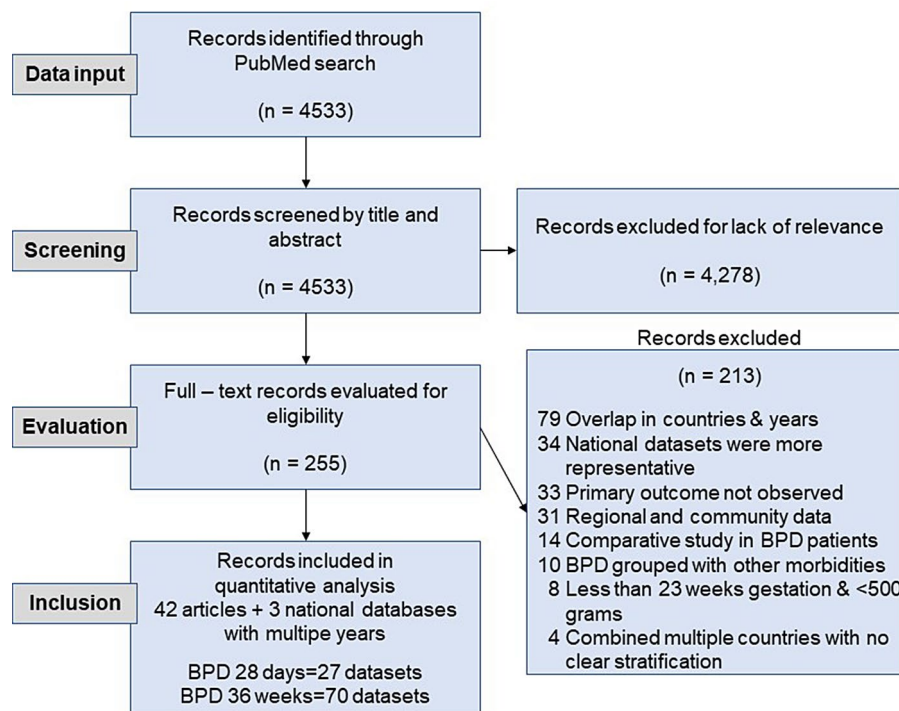 Data input
Records identified through
PubMed search
(n = 4533)
Screening
Records screened by title and
abstract
(n = 4533)
Records excluded for lack of relevance
(n = 4,278)
Evaluation
Full – text records evaluated for
eligibility
(n = 255)
Records excluded
(n = 213)
79 Overlap in countries & years
34 National datasets were more
representative
33 Primary outcome not observed
31 Regional and community data
14 Comparative study in BPD patients
10 BPD grouped with other morbidities
8 Less than 23 weeks gestation & <500
grams
4 Combined multiple countries with no
clear stratification
Inclusion
Records included in
quantitative analysis
42 articles + 3 national databases
with multipe years
BPD 28 days=27 datasets
BPD 36 weeks=70 datasets